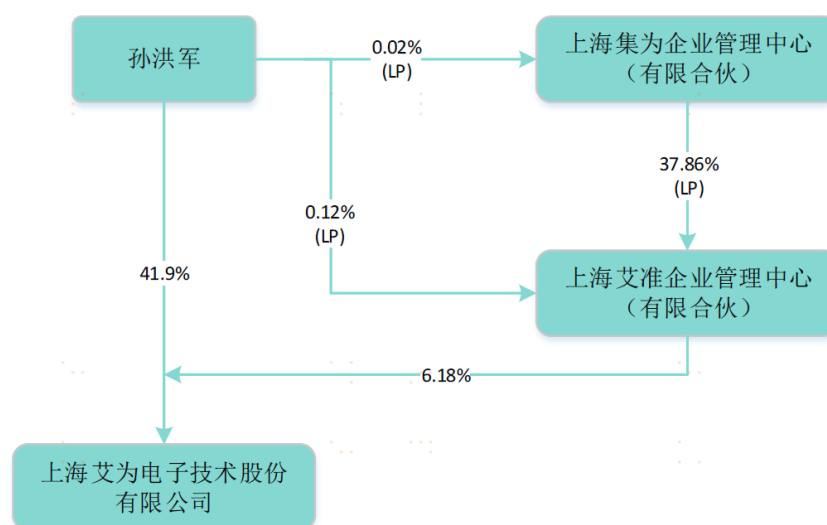 孙洪军
0.02%
(LP)
上海集为企业管理中心
（有限合伙）
37.86%
(LP)
0.12%
(LP)
41.9%
上海艾准企业管理中心
（有限合伙）
6.18%
上海艾为电子技术股份
有限公司